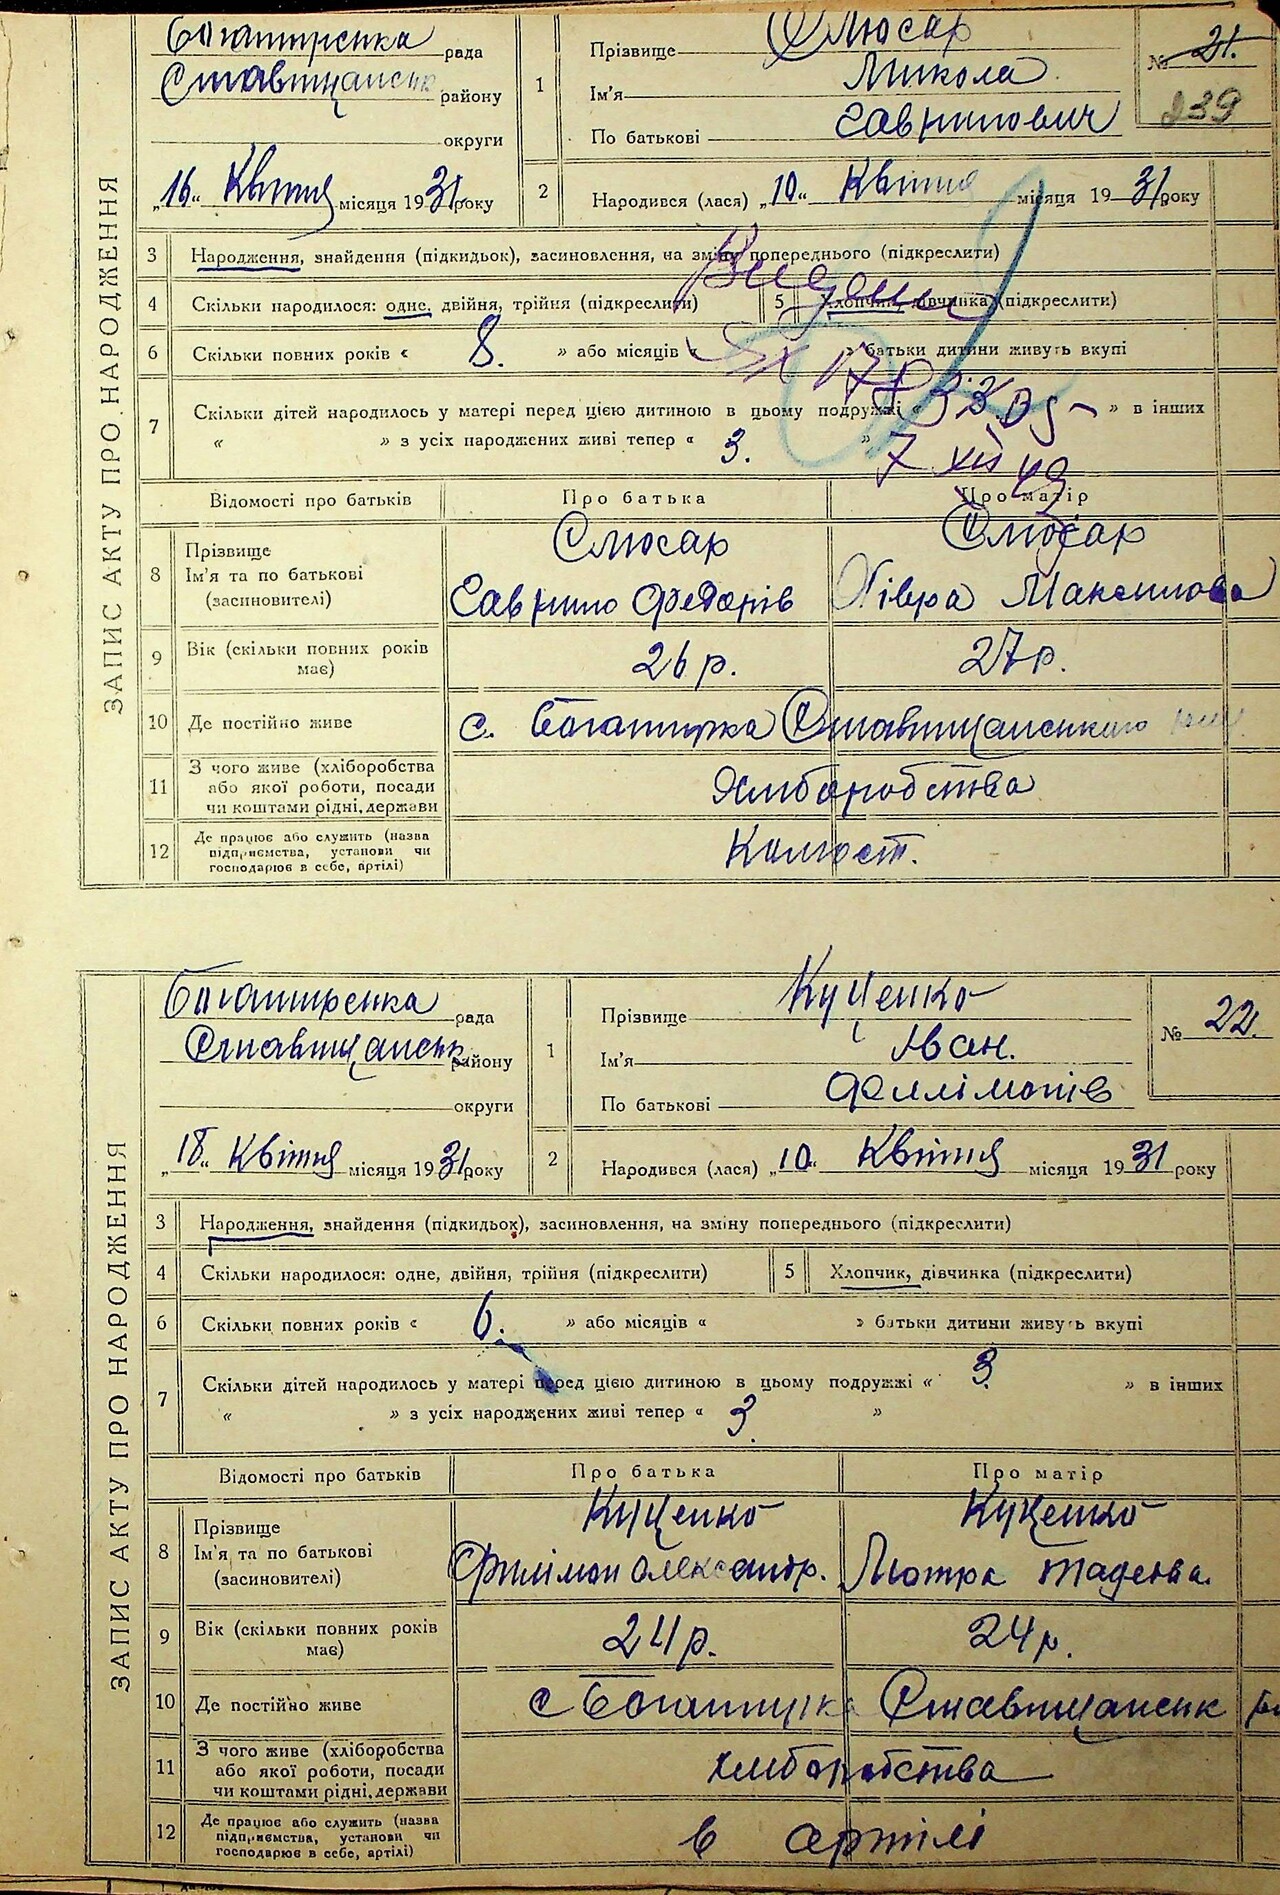 ЗАПИС АКТУ ПРО НАРОДЖЕННЯ
Богатирська рада
Ставищанськ району
округи
„16“ Квітня місяця 1931 року
1
Прізвище Слюсар
Ім'я Микола
По батькові Гаврилович
№ 21.
239
2 Народився (лася) „10“ Квітня місяця 1931 року
3 Народження, знайдення (підкидьок), засиновлення, на зміну попереднього (підкреслити)
4 Скільки народилося: одне, двійня, трійня (підкреслити) 5 Хлопчик, дівчинка (підкреслити)
6 Скільки повних років « 8. » або місяців « » батьки дитини живуть вкупі
7 Скільки дітей народилось у матері перед цією дитиною в цьому подружжі « 3. » в інших
« » з усіх народжених живі тепер « 3. »
7 XII 49
Відомості про батьків Про батька Про матір
8 Прізвище
Ім'я та по батькові
(засиновителі)
Слюсар
Гаврило Федорів
Слюсар
Хівря Максимова
9 Вік (скільки повних років має) 26 р. 27 р.
10 Де постійно живе с. Богатирка Ставищанського
11 З чого живе (хліборобства
або якої роботи, посади
чи коштами рідні, держави
Хліборобства
12 Де працює або служить (назва
підприємства, установи чи
господарює в себе, артілі)
Колгосп.
ЗАПИС АКТУ ПРО НАРОДЖЕННЯ
Богатирська рада
Ставищанськ району
округи
„18“ Квітня місяця 1931 року
1
Прізвище Куценко
Ім'я Іван.
По батькові Филімонів
№ 22.
2 Народився (лася) „10“ Квітня місяця 1931 року
3 Народження, знайдення (підкидьок), засиновлення, на зміну попереднього (підкреслити)
4 Скільки народилося: одне, двійня, трійня (підкреслити) 5 Хлопчик, дівчинка (підкреслити)
6 Скільки повних років « 6. » або місяців « » батьки дитини живуть вкупі
7 Скільки дітей народилось у матері перед цією дитиною в цьому подружжі « 3. » в інших
« » з усіх народжених живі тепер « 3. »
Відомості про батьків Про батька Про матір
8 Прізвище
Ім'я та по батькові
(засиновителі)
Куценко
Филімон Олександр.
Куценко
Мотря Тадеєва.
9 Вік (скільки повних років має) 24 р. 24 р.
10 Де постійно живе с Богатирка Ставищанськ
11 З чого живе (хліборобства
або якої роботи, посади
чи коштами рідні, держави
хліборобства
12 Де працює або служить (назва
підприємства, установи чи
господарює в себе, артілі)
в артілі